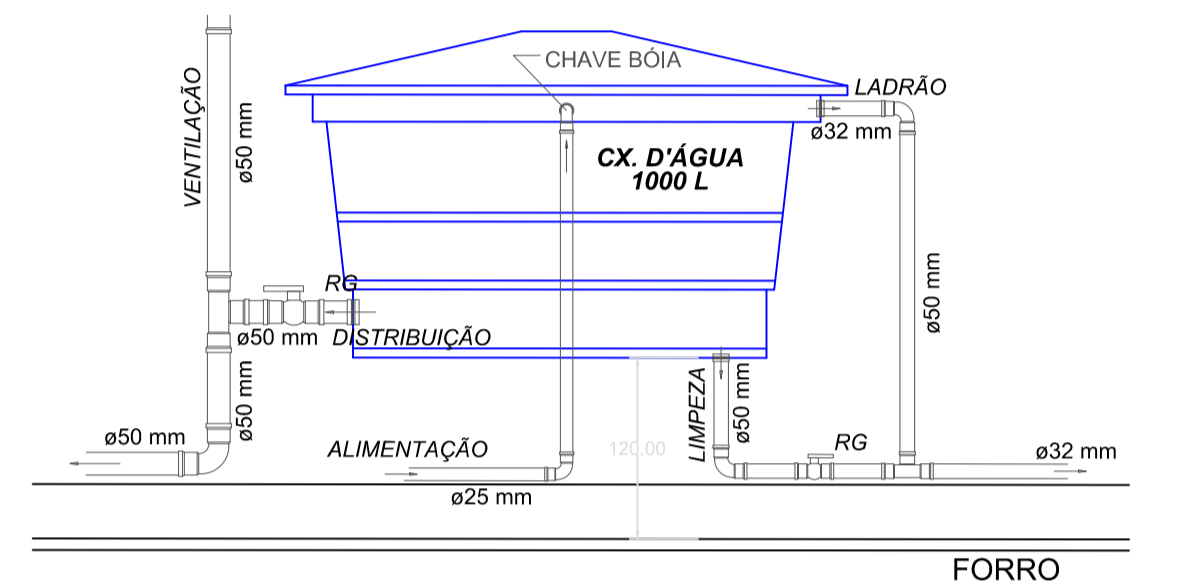 CHAVE BÓIA
LADRÃO
ø32 mm
VENTILAÇÃO
ø50 mm
CX. D'ÁGUA
1000 L
ø50 mm
RG
ø50 mm
DISTRIBUIÇÃO
ø50 mm
LIMPEZA
ø50 mm
ø50 mm
ALIMENTAÇÃO
120.00
RG
ø32 mm
ø25 mm
FORRO